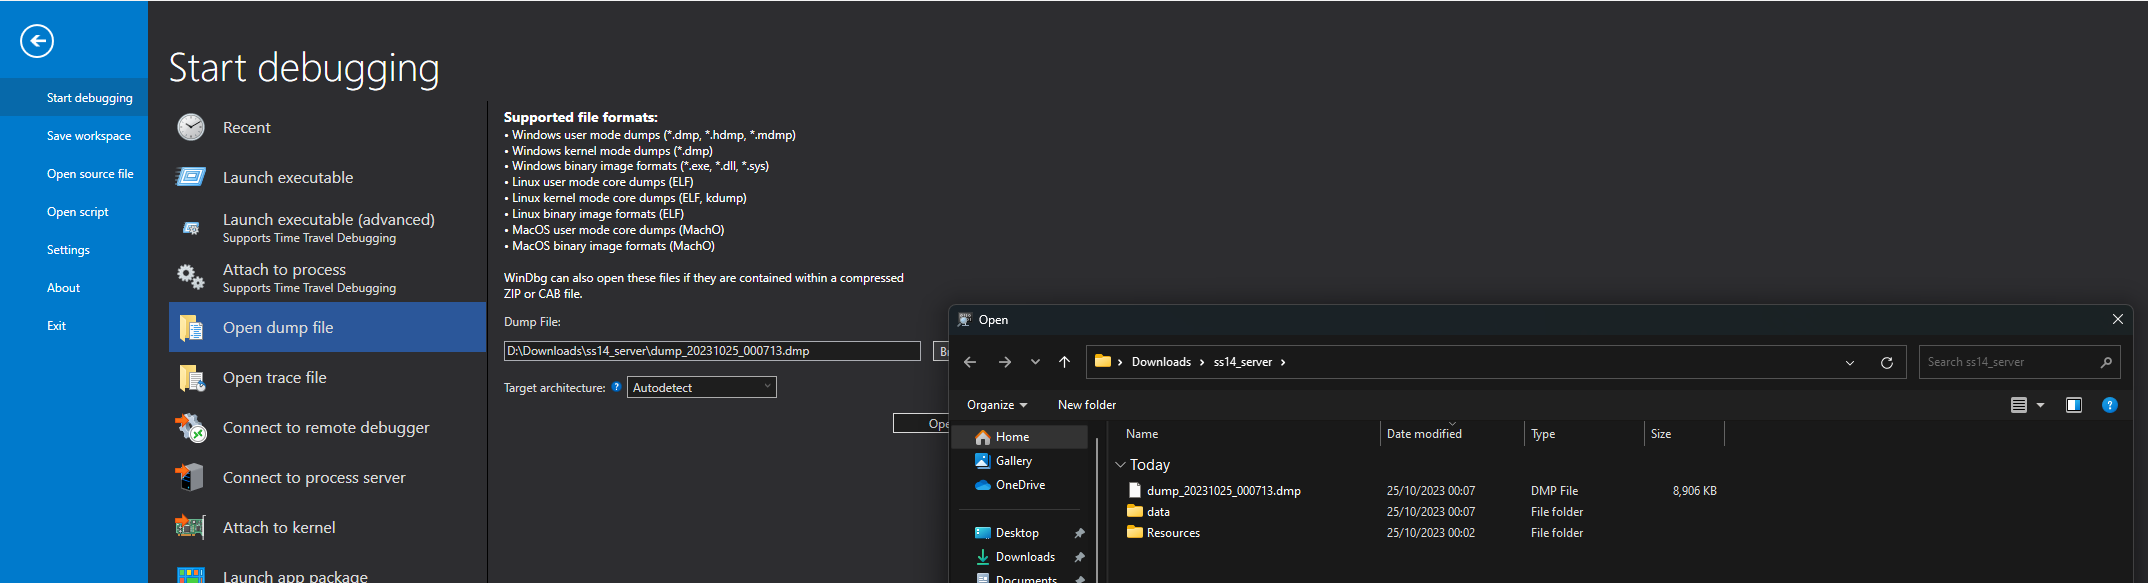 Start debugging
Save workspace
Open source file
Open script
Settings
About
Exit
Start debugging
Recent
Launch executable
Launch executable (advanced)
Supports Time Travel Debugging
Attach to process
Supports Time Travel Debugging
Open dump file
Open trace file
Connect to remote debugger
Connect to process server
Attach to kernel
Launch app package
Supported file formats:
• Windows user mode dumps (*.dmp, *.hdmp, *.mdmp)
• Windows kernel mode dumps (*.dmp)
• Windows binary image formats (*.exe, *.dll, *.sys)
• Linux user mode core dumps (ELF)
• Linux kernel mode core dumps (ELF, kdump)
• Linux binary image formats (ELF)
• MacOS user mode core dumps (MachO)
• MacOS binary image formats (MachO)
WinDbg can also open these files if they are contained within a compressed
ZIP or CAB file.
Dump File:
D:\Downloads\ss14_server\dump_20231025_000713.dmp
Target architecture: ? Autodetect
Ope
Open
Downloads > ss14_server >
Search ss14_server
Organize
New folder
?
Home
Gallery
OneDrive
Desktop
Downloads
Documents
Name Date modified Type Size
Today
dump_20231025_000713.dmp 25/10/2023 00:07 DMP File 8,906 KB
data 25/10/2023 00:07 File folder
Resources 25/10/2023 00:02 File folder